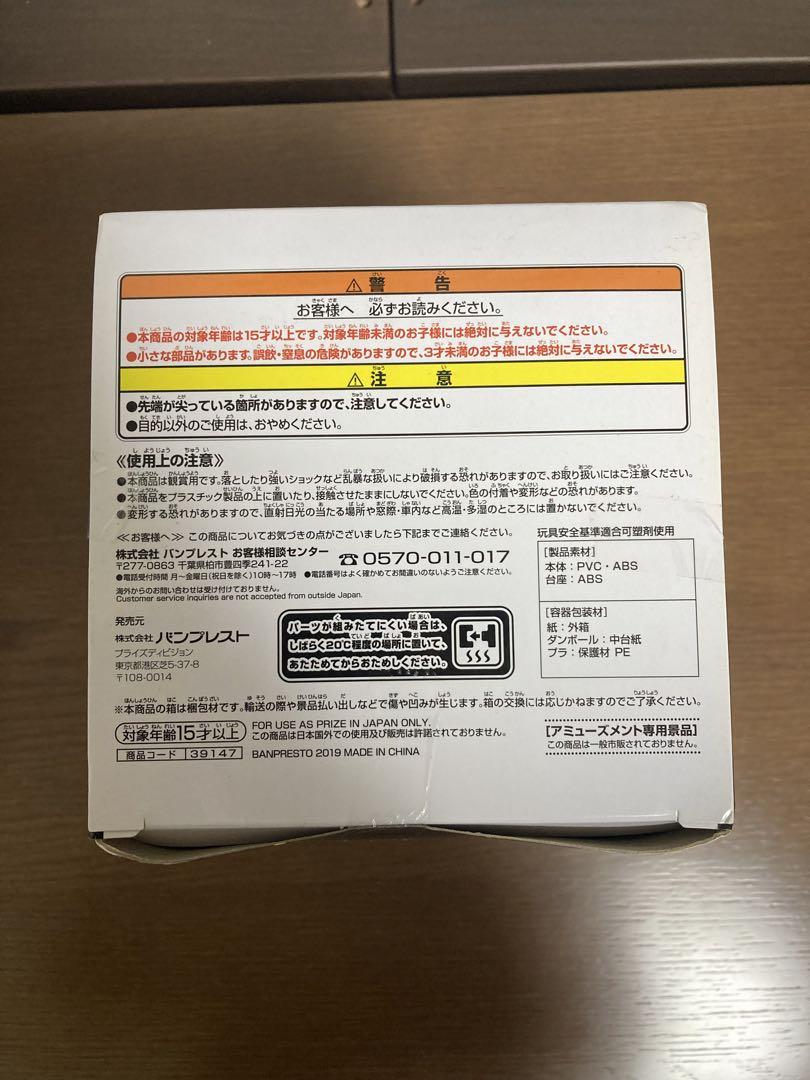 ⚠警告
お客様へ 必ずお読みください。
●本商品の対象年齢は15才以上です。対象年齢未満のお子様には絶対に与えないでください。
●小さな部品があります。誤飲・窒息の危険がありますので、3才未満のお子様には絶対に与えないでください。
⚠注意
●先端が尖っている箇所がありますので、注意してください。
●目的以外のご使用は、おやめください。
《使用上の注意》
●本商品は観賞用です。落としたり強いショックなど乱暴な扱いにより破損する恐れがありますので、お取り扱いにはご注意ください。
●本商品をプラスチック製品の上に置いたり、接触させたままにしないでください。色の付着や変形などの恐れがあります。
●変形する恐れがありますので、直射日光の当たる場所や窓際・車内など高温・多湿のところには置かないでください。
≪お客様へ≫ この商品についてお気づきの点がございましたら下記までご連絡ください。
株式会社 バンプレスト お客様相談センター ☎0570-011-017
〒277-0863 千葉県柏市豊四季241-22
●電話受付時間 月〜金曜日(祝日を除く)10時〜17時 ●電話番号はよく確かめてお間違いのないようご注意ください。
海外からのお問い合わせは受け付けておりません。
Customer service inquiries are not accepted from outside Japan.
玩具安全基準適合可塑剤使用
[製品素材]
本体：PVC・ABS
台座：ABS
[容器包装材]
紙：外箱
ダンボール：中台紙
プラ：保護材 PE
発売元
株式会社 バンプレスト
プライズディビジョン
東京都港区芝5-37-8
〒108-0014
パーツが組みたてにくい場合は、
しばらく20℃程度の場所に置いて、
あたためてからおためしください。
※本商品の箱は梱包材です。輸送の際や景品払い出しなどで傷や凹みが生じます。箱の交換には応じかねますのでご了承ください。
対象年齢15才以上
商品コード 39147
FOR USE AS PRIZE IN JAPAN ONLY.
この商品は日本国外での使用及び販売は許諾されておりません。
BANPRESTO 2019 MADE IN CHINA
[アミューズメント専用景品]
この商品は一般市販されておりません。